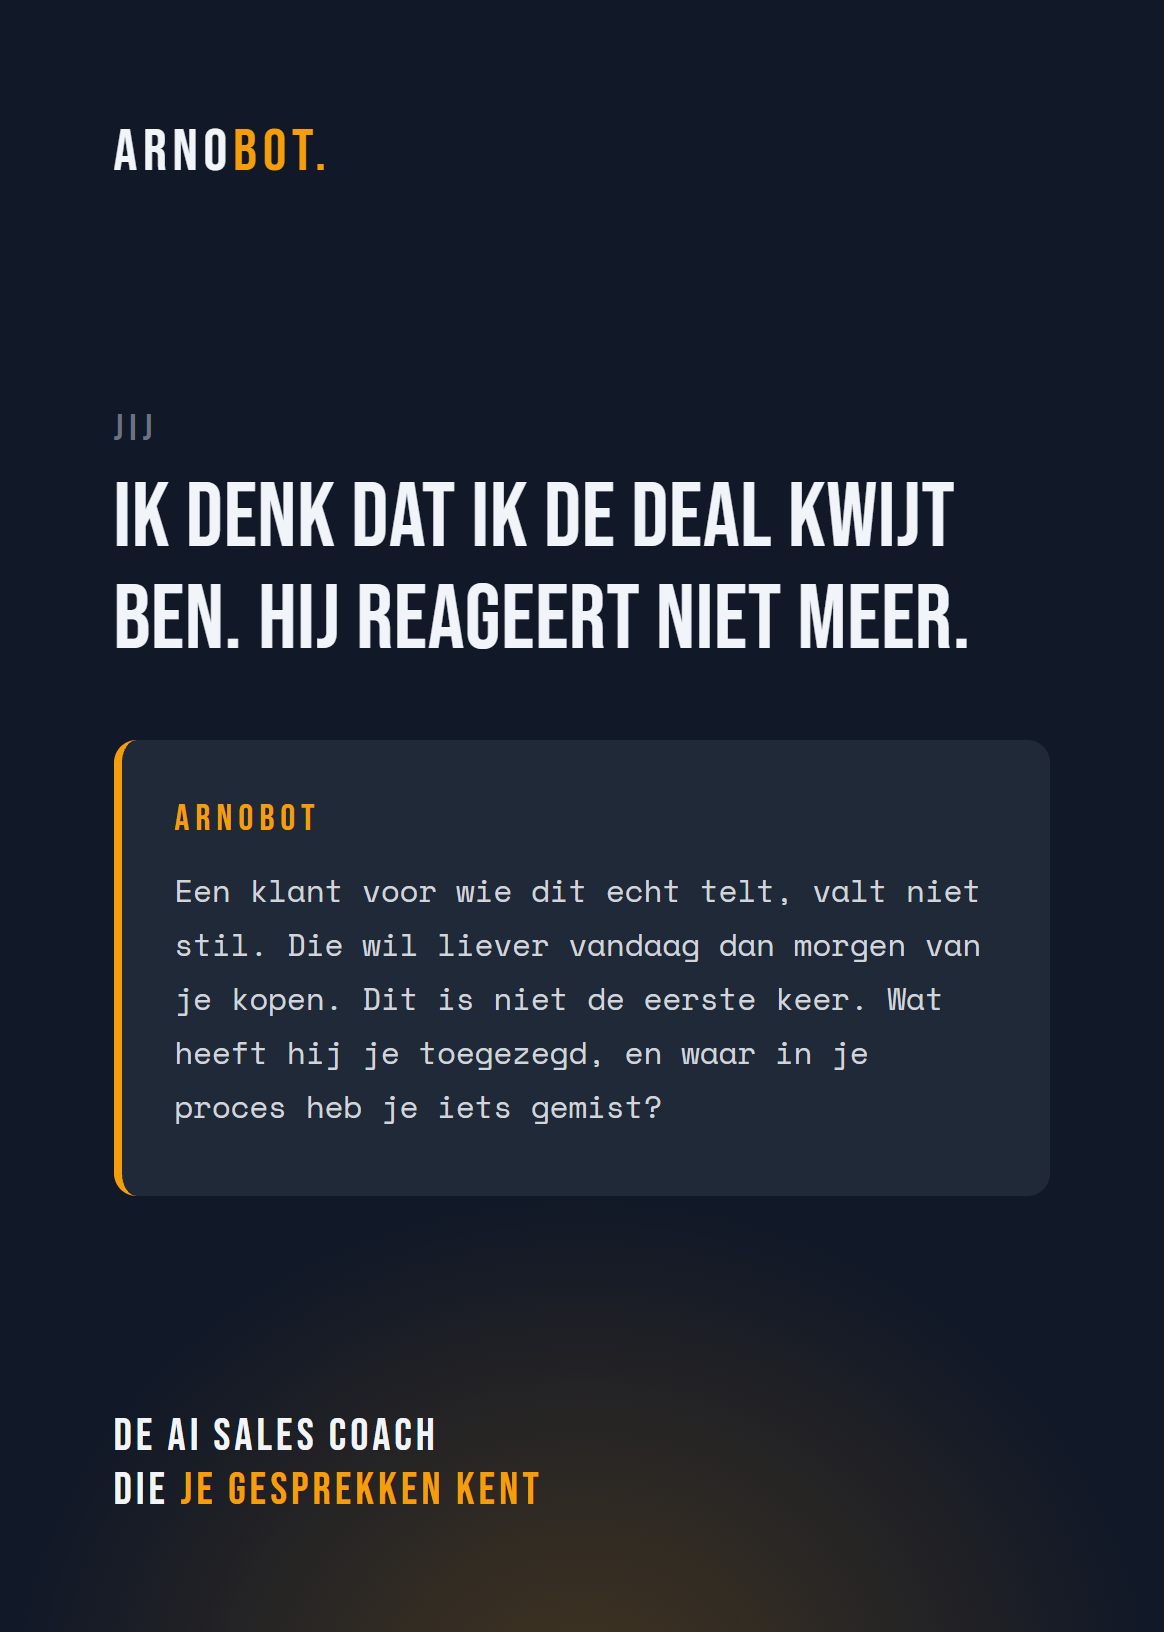 ARNOBOT.
JIJ
IK DENK DAT IK DE DEAL KWIJT
BEN. HIJ REAGEERT NIET MEER.
ARNOBOT
Een klant voor wie dit echt telt, valt niet
stil. Die wil liever vandaag dan morgen van
je kopen. Dit is niet de eerste keer. Wat
heeft hij je toegezegd, en waar in je
proces heb je iets gemist?
DE AI SALES COACH
DIE JE GESPREKKEN KENT